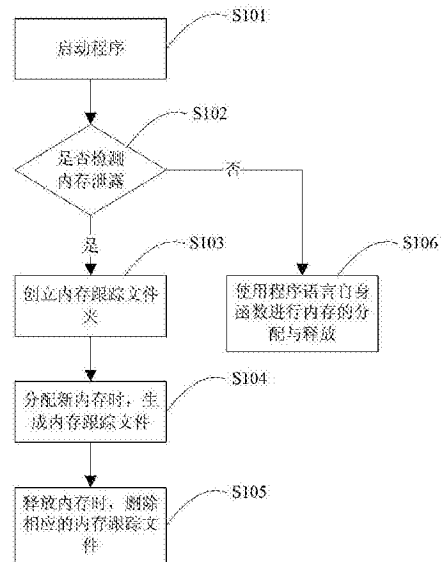 启动程序
S101
S102
是否检测
内存泄露
否
是
S103
创立内存跟踪文件
夹
S106
使用程序语言自身
函数进行内存的分
配与释放
S104
分配新内存时，生
成内存跟踪文件
S105
释放内存时，删除
相应的内存跟踪文
件